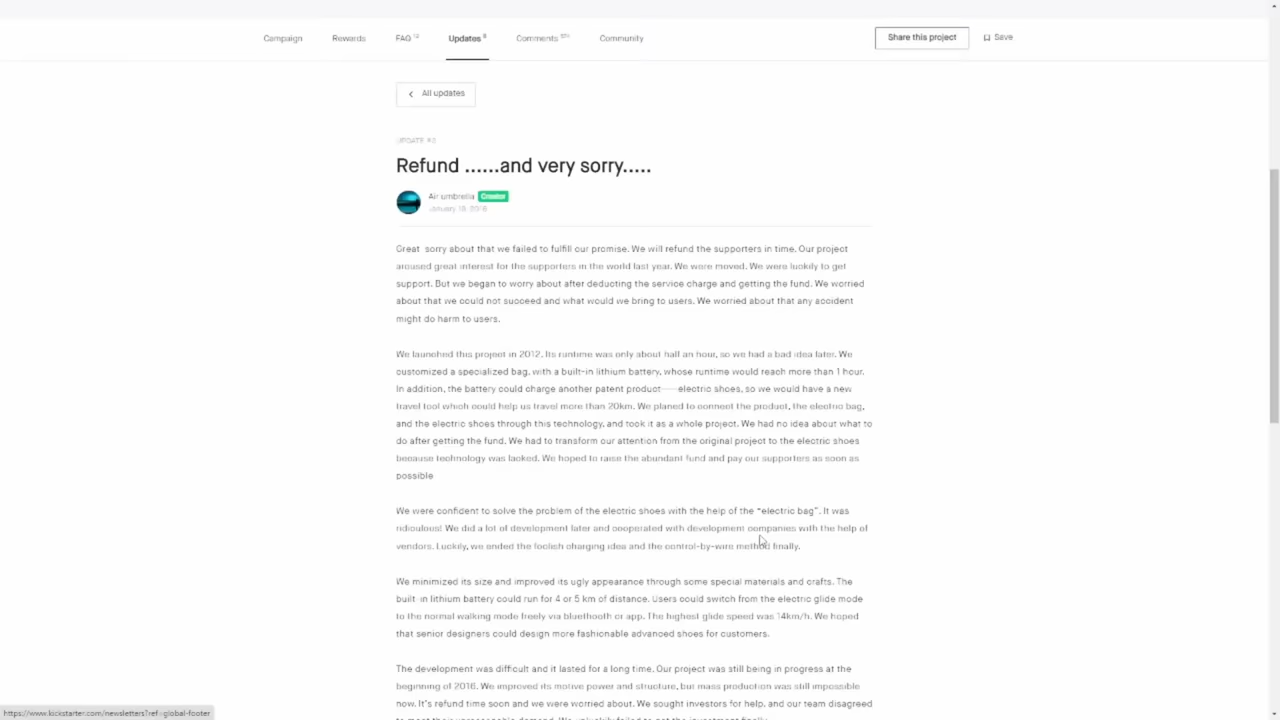 Campaign Rewards FAQ 12 Updates Comments Community Share this project Save
All updates
UPDATE
Refund ......and very sorry.....
Air umbrella Creator
January 2016
Great sorry about that we failed to fulfill our promise. We will refund the supporters in time. Our project
aroused great interest for the supporters in the world last year. We were moved. We were luckily to get
support. But we began to worry about after deducting the service charge and getting the fund. We worried
about that we could not succeed and what would we bring to users. We worried about that any accident
might do harm to users.
We launched this project in 2012. Its runtime was only about half an hour, so we had a bad idea later. We
customized a specialized bag, with a built-in lithium battery, whose runtime would reach more than 1 hour.
In addition, the battery could charge another patent product——electric shoes, so we would have a new
travel tool which could help us travel more than 20km. We planed to connect the product, the electric bag,
and the electric shoes through this technology, and took it as a whole project. We had no idea about what to
do after getting the fund. We had to transform our attention from the original project to the electric shoes
because technology was lacked. We hoped to raise the abundant fund and pay our supporters as soon as
possible
We were confident to solve the problem of the electric shoes with the help of the “electric bag”. It was
ridiculous! We did a lot of development later and cooperated with development companies with the help of
vendors. Luckily, we ended the foolish charging idea and the control-by-wire method finally.
We minimized its size and improved its ugly appearance through some special materials and crafts. The
built-in lithium battery could run for 4 or 5 km of distance. Users could switch from the electric glide mode
to the normal walking mode freely via bluethooth or app. The highest glide speed was 14km/h. We hoped
that senior designers could design more fashionable advanced shoes for customers.
The development was difficult and it lasted for a long time. Our project was still being in progress at the
beginning of 2016. We improved its motive power and structure, but mass production was still impossible
now. It's refund time soon and we were worried about. We sought investors for help, and our team disagreed
to meet their unreasonable demand. We unluckily failed to get the investment finally.
https://www.kickstarter.com/newsletters?ref=global-footer